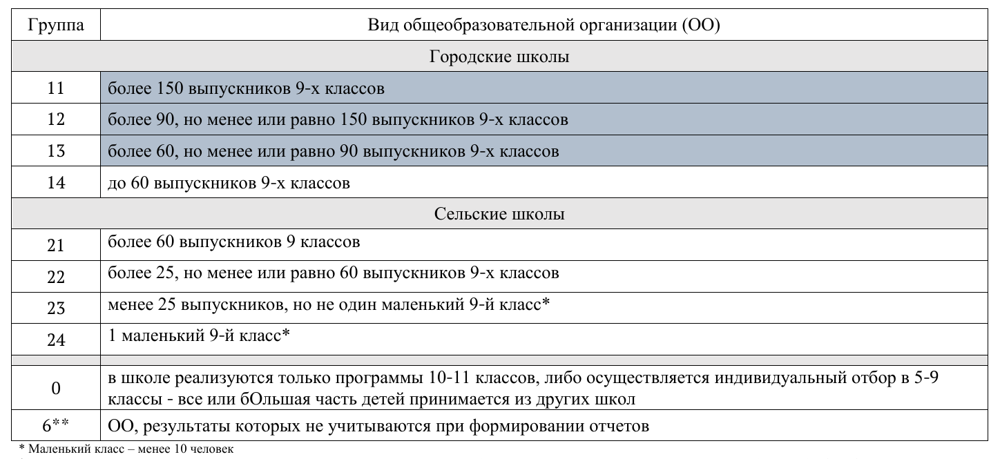 Группа Вид общеобразовательной организации (ОО)
Городские школы
11 более 150 выпускников 9-х классов
12 более 90, но менее или равно 150 выпускников 9-х классов
13 более 60, но менее или равно 90 выпускников 9-х классов
14 до 60 выпускников 9-х классов
Сельские школы
21 более 60 выпускников 9 классов
22 более 25, но менее или равно 60 выпускников 9-х классов
23 менее 25 выпускников, но не один маленький 9-й класс*
24 1 маленький 9-й класс*
0 в школе реализуются только программы 10-11 классов, либо осуществляется индивидуальный отбор в 5-9
классы - все или бОльшая часть детей принимается из других школ
6** ОО, результаты которых не учитываются при формировании отчетов
* Маленький класс – менее 10 человек